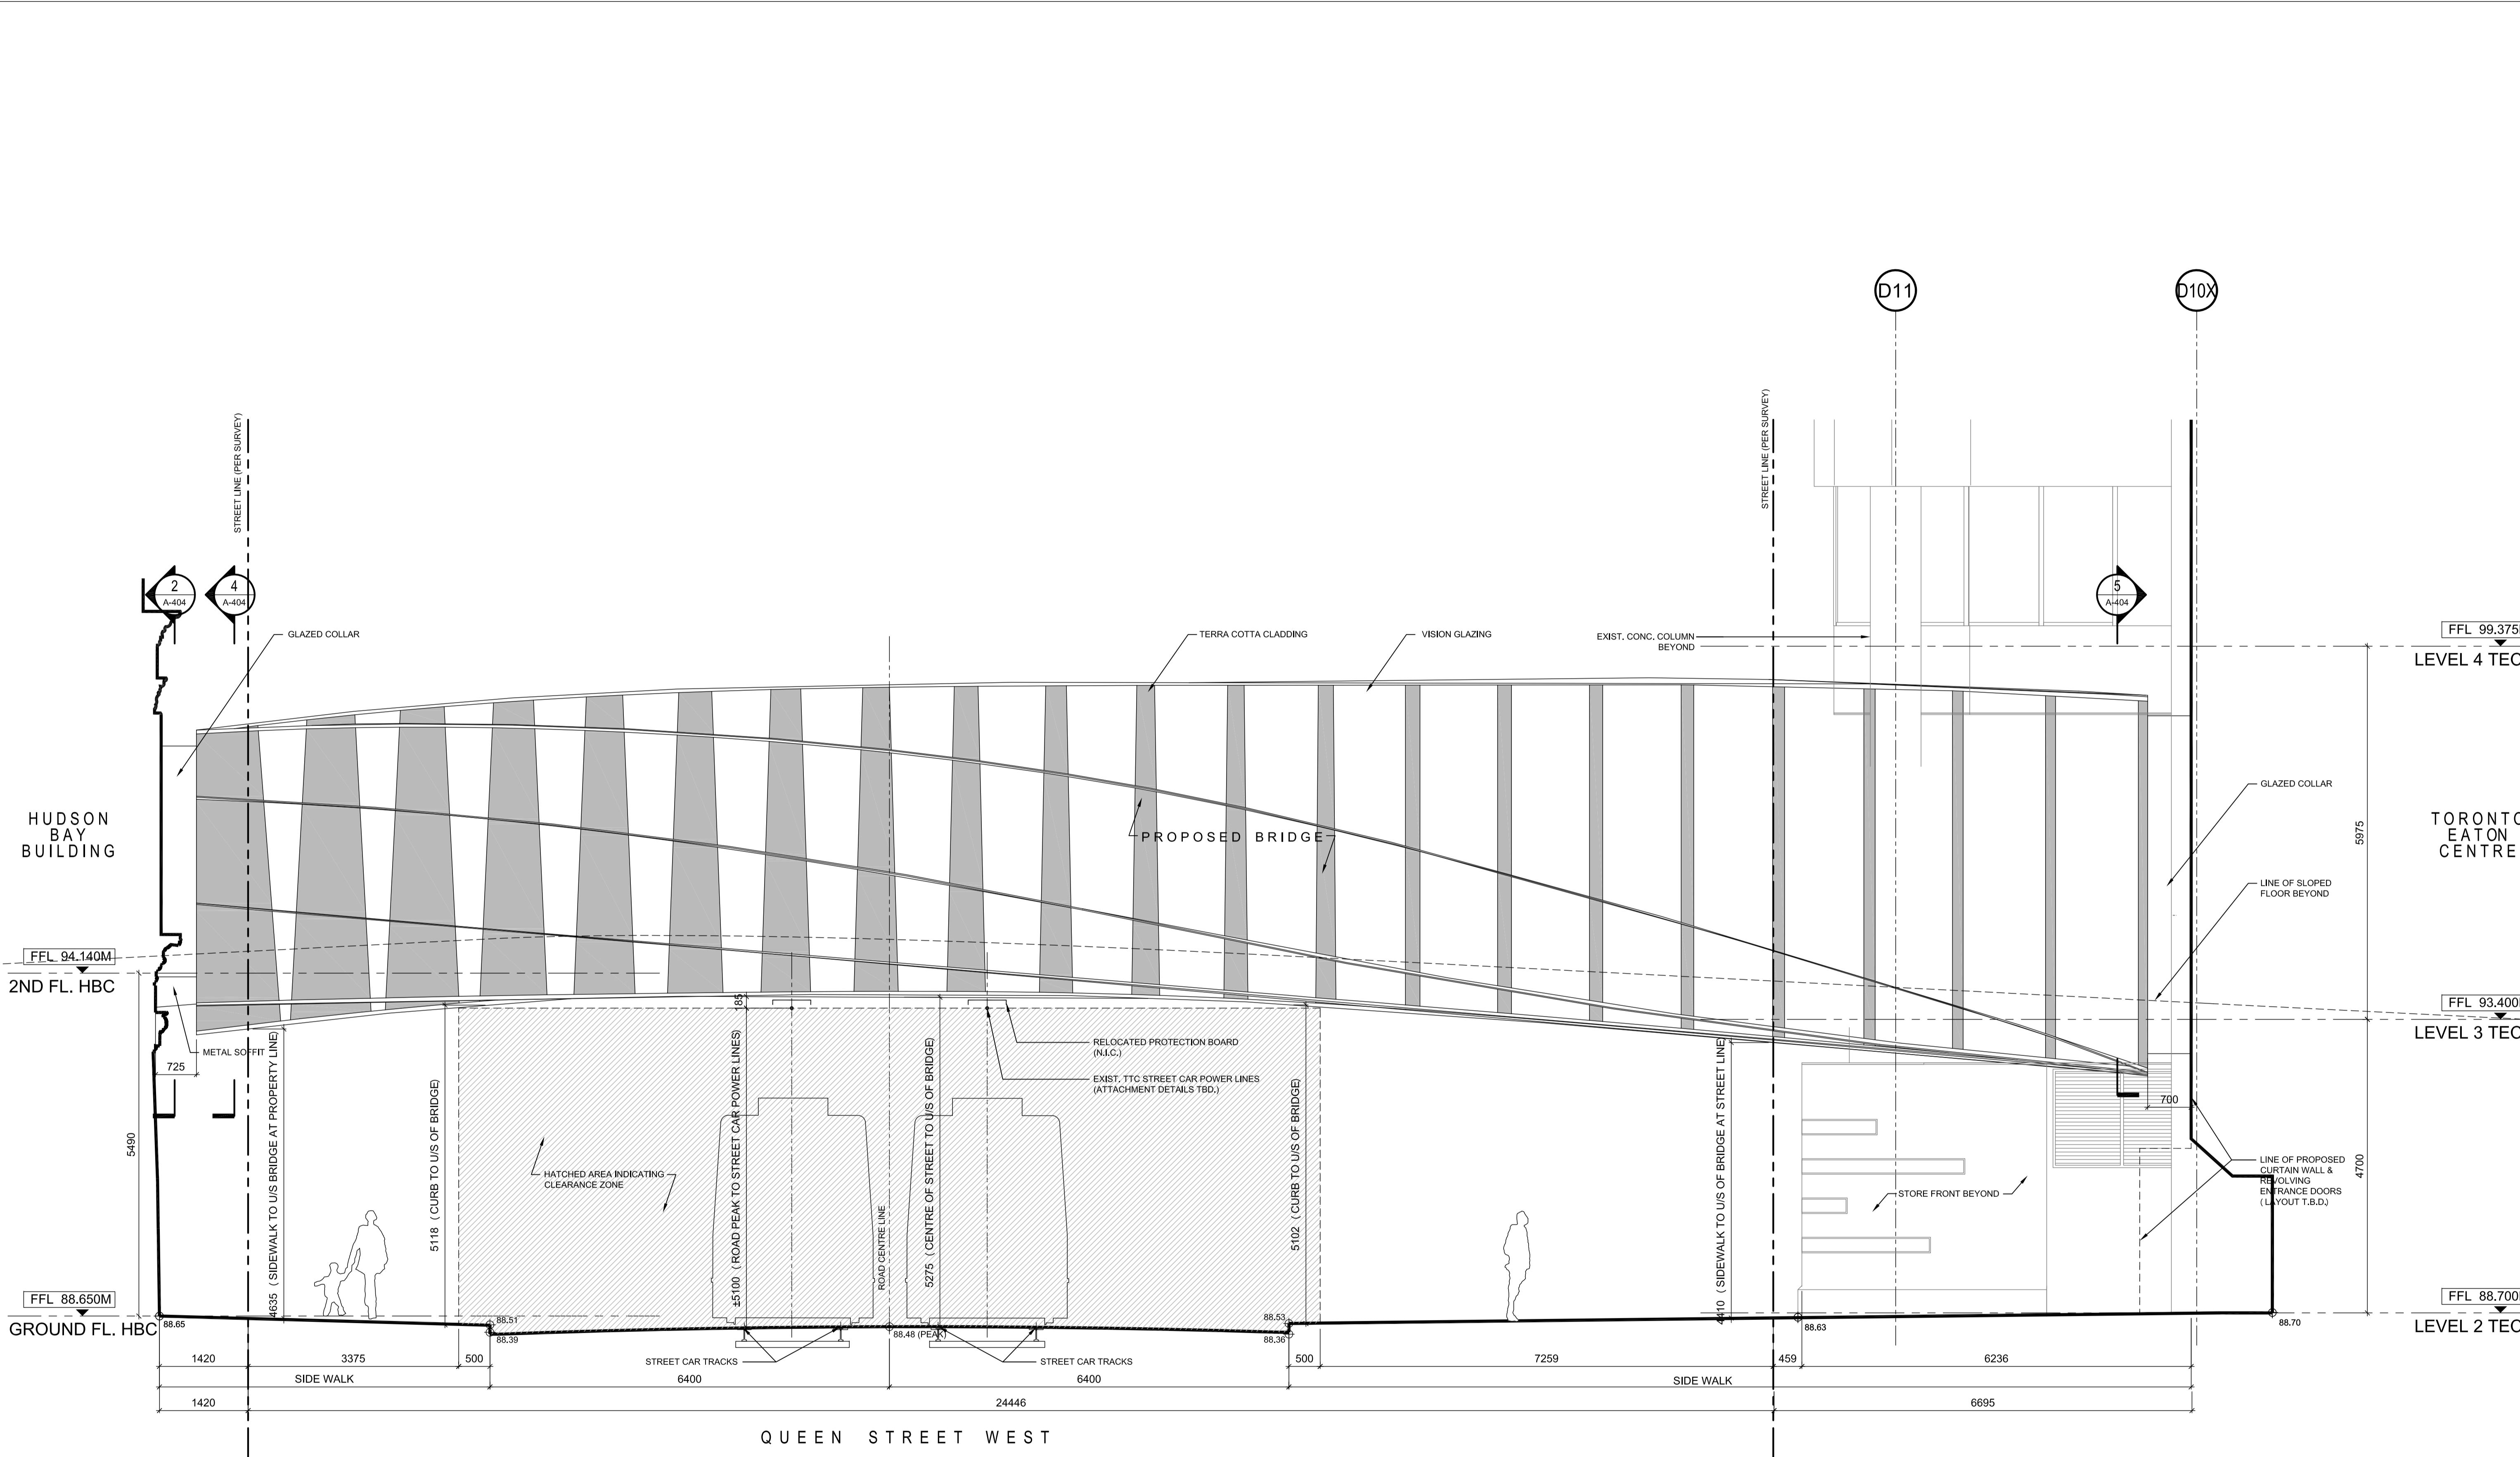 D11
D10X
STREET LINE (PER SURVEY)
STREET LINE (PER SURVEY)
2
A-404
4
A-404
5
A-404
GLAZED COLLAR
TERRA COTTA CLADDING
VISION GLAZING
EXIST. CONC. COLUMN
BEYOND
FFL 99.375
LEVEL 4 TEC
HUDSON
BAY
BUILDING
PROPOSED BRIDGE
GLAZED COLLAR
5975
TORONTO
EATON
CENTRE
LINE OF SLOPED
FLOOR BEYOND
FFL 94.140M
2ND FL. HBC
FFL 93.400
LEVEL 3 TEC
METAL SOFFIT
725
185
RELOCATED PROTECTION BOARD
(N.I.C.)
EXIST. TTC STREET CAR POWER LINES
(ATTACHMENT DETAILS TBD.)
700
5490
4635 ( SIDEWALK TO U/S BRIDGE AT PROPERTY LINE)
5118 ( CURB TO U/S OF BRIDGE)
±5100 ( ROAD PEAK TO STREET CAR POWER LINES)
ROAD CENTRE LINE
5275 ( CENTRE OF STREET TO U/S OF BRIDGE)
5102 ( CURB TO U/S OF BRIDGE)
4410 ( SIDEWALK TO U/S OF BRIDGE AT STREET LINE)
4700
HATCHED AREA INDICATING
CLEARANCE ZONE
STORE FRONT BEYOND
LINE OF PROPOSED
CURTAIN WALL &
REVOLVING
ENTRANCE DOORS
( LAYOUT T.B.D.)
FFL 88.650M
GROUND FL. HBC
88.65
88.51
88.39
88.48 (PEAK)
88.53
88.36
88.63
88.70
FFL 88.700
LEVEL 2 TEC
1420
3375
500
STREET CAR TRACKS
STREET CAR TRACKS
500
7259
459
6236
SIDE WALK
6400
6400
SIDE WALK
1420
24446
6695
QUEEN STREET WEST